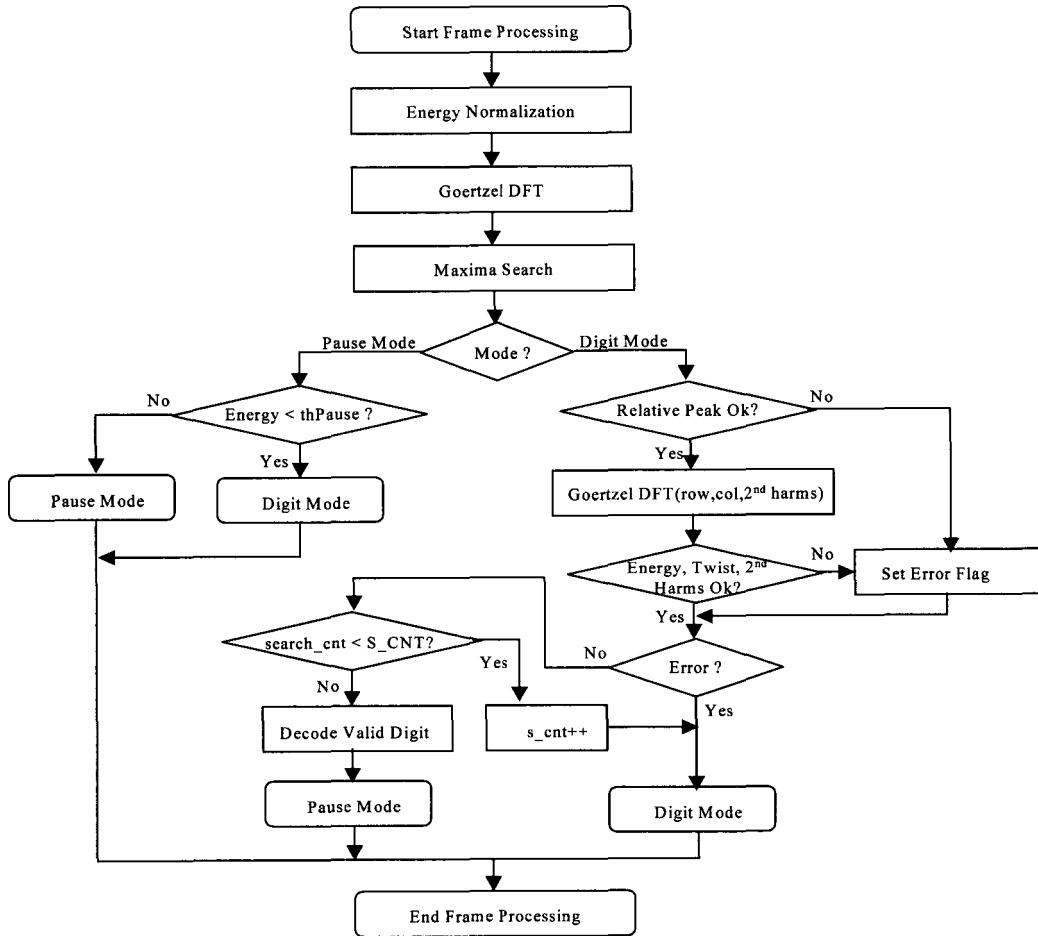 Start Frame Processing
Energy Normalization
Goertzel DFT
Maxima Search
Pause Mode
Mode ?
Digit Mode
No
Energy < thPause ?
Relative Peak Ok?
No
Yes
Yes
Pause Mode
Digit Mode
Goertzel DFT(row,col,2nd harms)
Energy, Twist, 2nd
Harms Ok?
No
Set Error Flag
Yes
search_cnt < S_CNT?
No
Error ?
Yes
No
Yes
Decode Valid Digit
s_cnt++
Pause Mode
Digit Mode
End Frame Processing